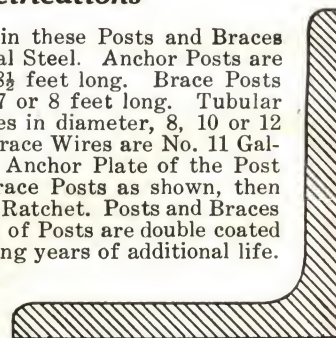 in these Posts and Braces
al Steel. Anchor Posts are
8½ feet long. Brace Posts
7 or 8 feet long. Tubular
es in diameter, 8, 10 or 12
race Wires are No. 11 Gal-
Anchor Plate of the Post
race Posts as shown, then
Ratchet. Posts and Braces
of Posts are double coated
ng years of additional life.